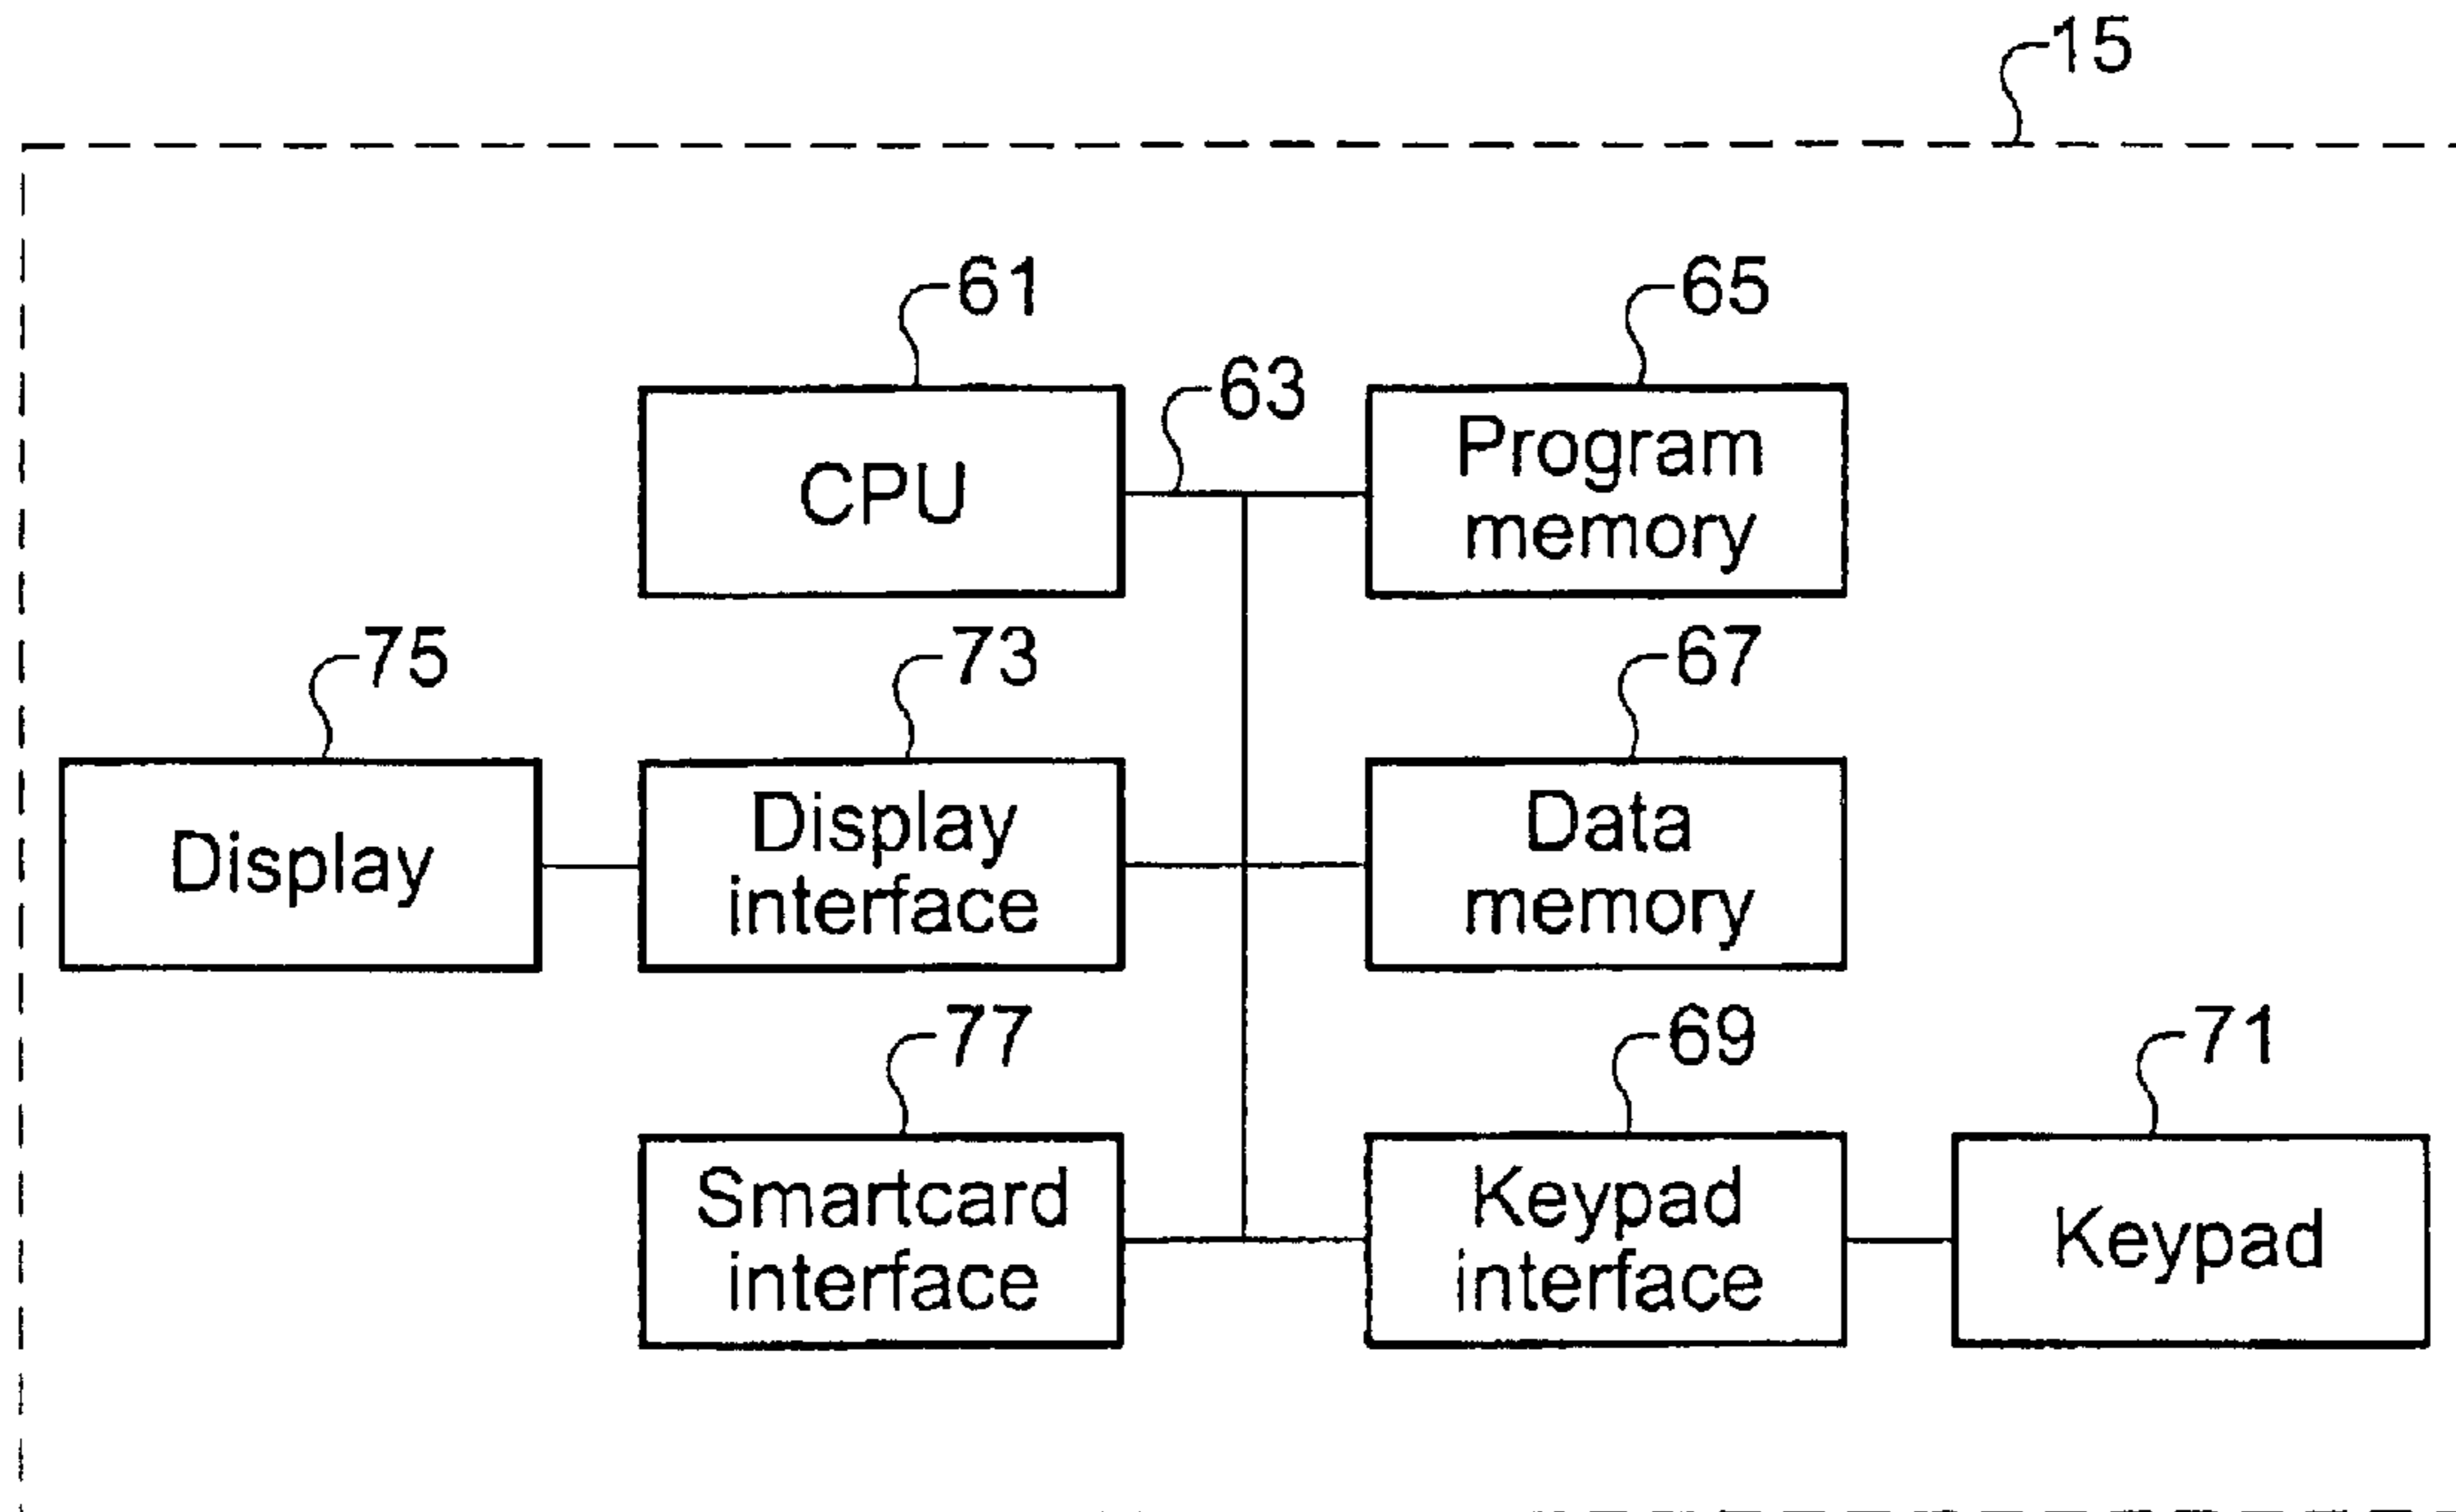 15
61
65
63
CPU
Program
memory
75
73
67
Display
Display
interface
Data
memory
77
69
71
Smartcard
interface
Keypad
interface
Keypad